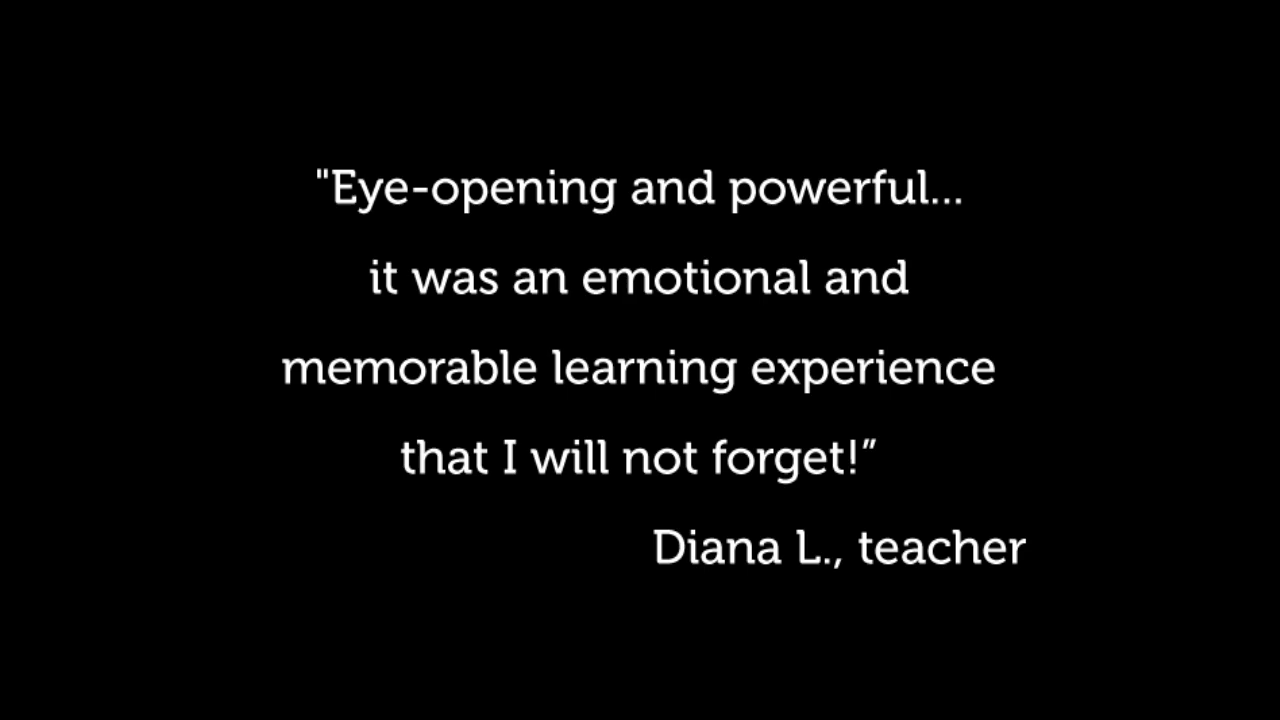 "Eye-opening and powerful...
it was an emotional and
memorable learning experience
that I will not forget!”
Diana L., teacher